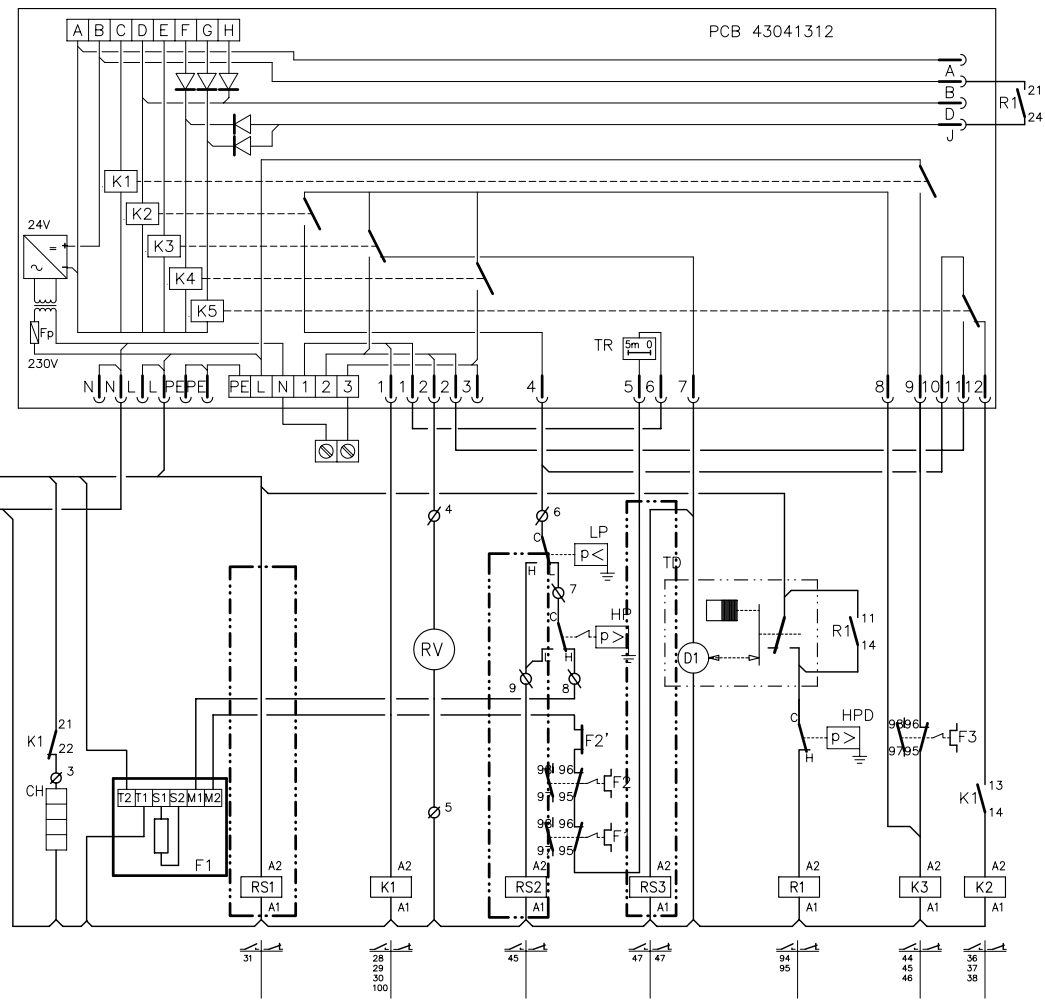 A B C D E F G H
PCB 43041312
A
B
D
J
R1
21
24
K1
K2
K3
K4
K5
24V
= +
~ -
Fp
230V
TR
5m 0
N N L L PE PE PE L N 1 2 3 1 1 2 2 3 4 5 6 7 8 9 10 11 12
4
6
C
LP
p<
H L
7
TD
HP
C
p>
L H
9 8
RV
D1
R1
11
14
C
HPD
p>
H
K1
21
22
3
CH
T2 T1 S1 S2 M1 M2
F1
F2'
98 96
F2
97 95
98 96
F
97 95
5
98 96
F3
97 95
K1
13
14
A2 A2 A2 A2 A2 A2 A2
RS1 K1 RS2 RS3 R1 K3 K2
A1 A1 A1 A1 A1 A1 A1
31
28
29
30
100
45
47 47
94
95
44
45
46
36
37
38